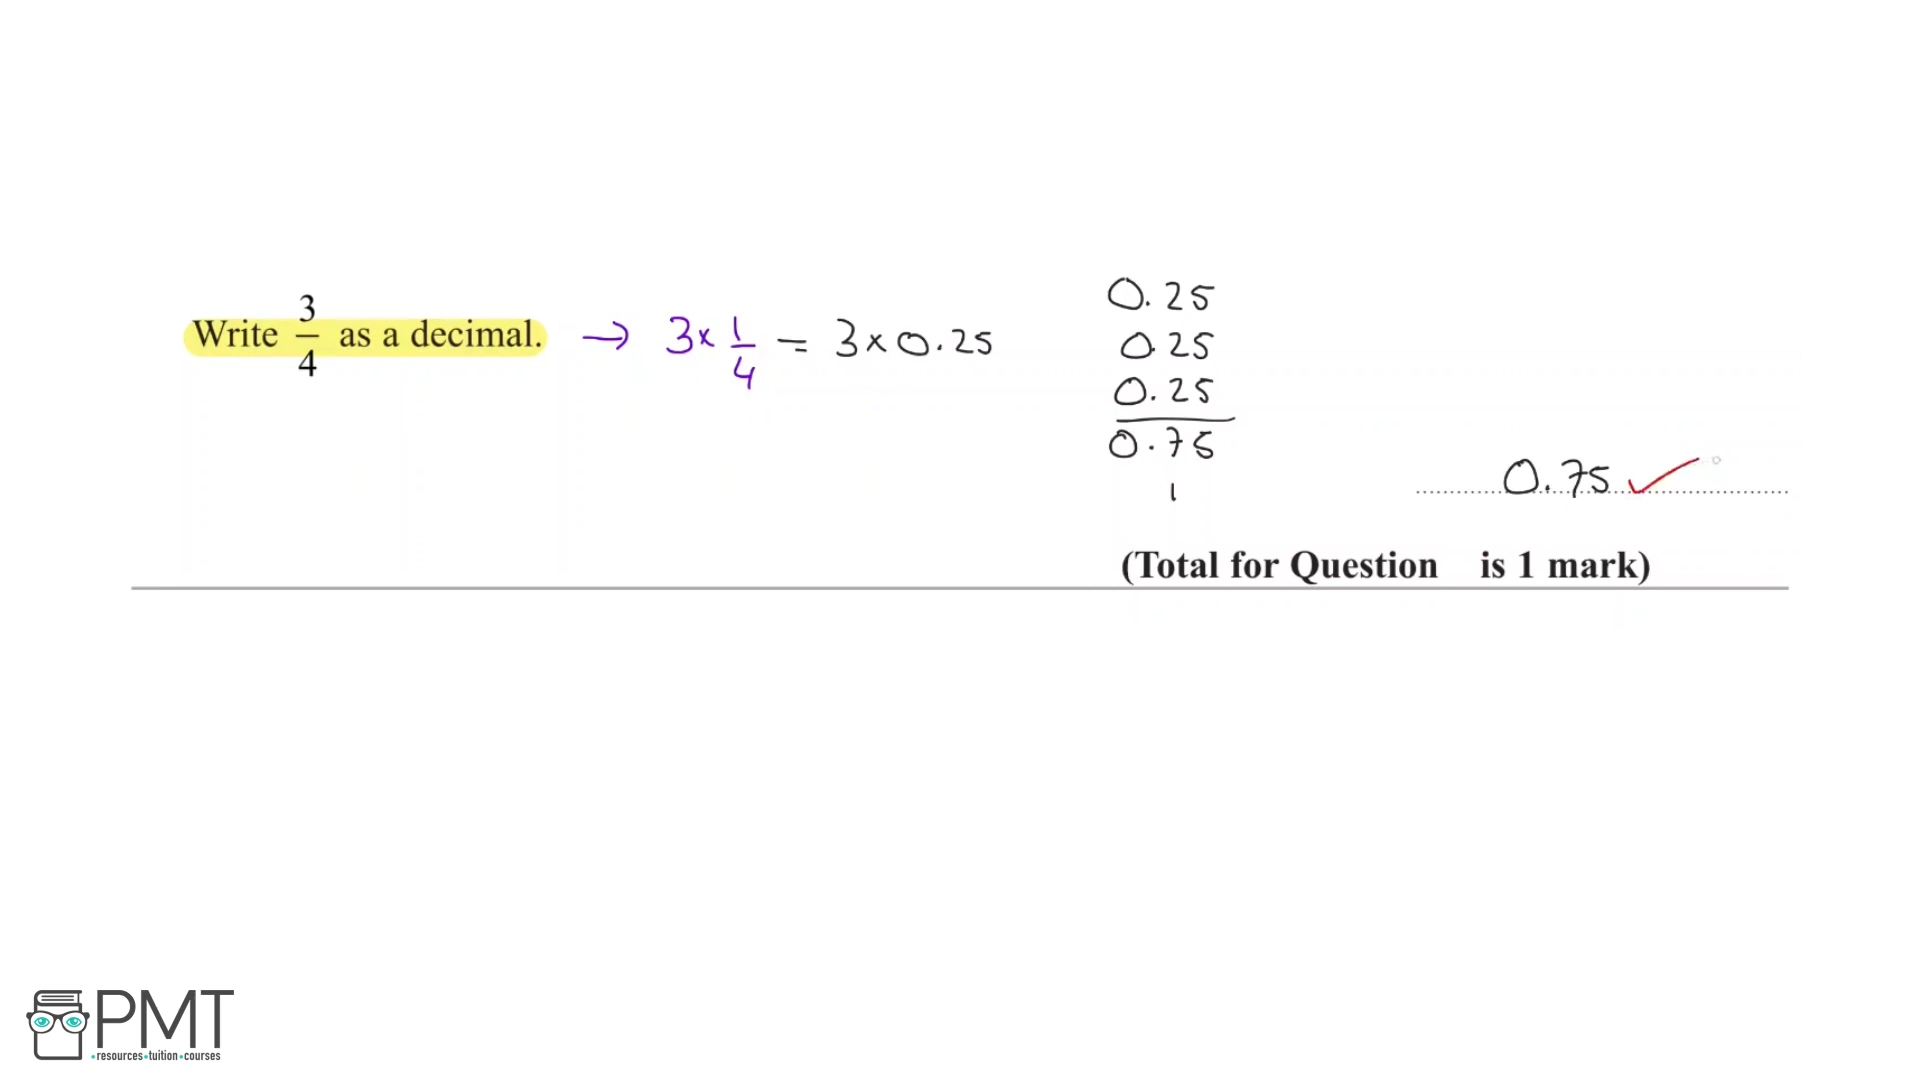 Write 3/4 as a decimal. → 3 × 1/4 = 3 × 0.25
0.25
0.25
0.25
0.75
1
0.75 ✓
(Total for Question is 1 mark)
PMT
•resources•tuition•courses